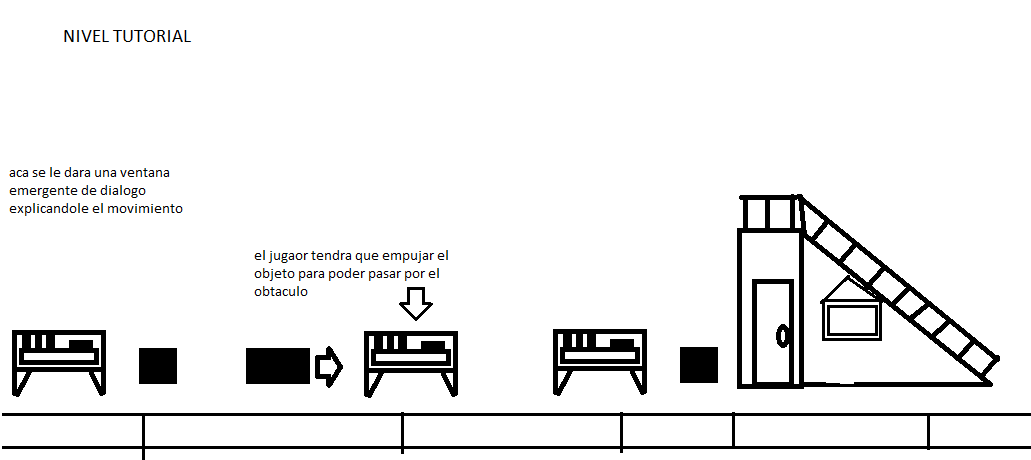 NIVEL TUTORIAL
aca se le dara una ventana
emergente de dialogo
explicandole el movimiento
el jugaor tendra que empujar el
objeto para poder pasar por el
obtaculo